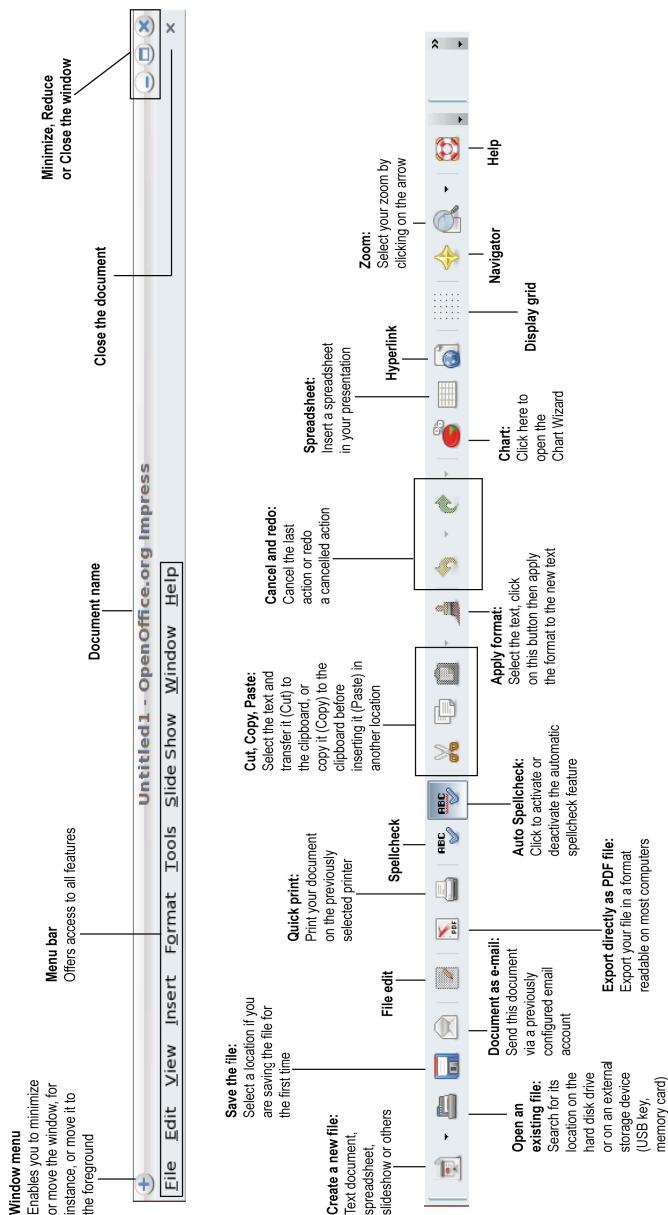 Window menu
Enables you to minimize
or move the window, for
instance, or move it to
the foreground
Menu bar
Offers access to all features
Document name
Close the document
Minimize, Reduce
or Close the window
Untitled1 - OpenOffice.org Impress
File Edit View Insert Format Tools Slide Show Window Help
Create a new file:
Text document,
spreadsheet,
slideshow or others
Save the file:
Select a location if you
are saving the file for
the first time
File edit
Quick print:
Print your document
on the previously
selected printer
Spellcheck
Cut, Copy, Paste:
Select the text and
transfer it (Cut) to
the clipboard, or
copy it (Copy) to the
clipboard before
inserting it (Paste) in
another location
Cancel and redo:
Cancel the last
action or redo
a cancelled action
Spreadsheet:
Insert a spreadsheet
in your presentation
Hyperlink
Zoom:
Select your zoom by
clicking on the arrow
PDF
ABC
ABC
Open an
existing file:
Search for its
location on the
hard disk drive
or on an external
storage device
(USB key,
memory card)
Document as e-mail:
Send this document
via a previously
configured email
account
Export directly as PDF file:
Export your file in a format
readable on most computers
Auto Spellcheck:
Click to activate or
deactivate the automatic
spellcheck feature
Apply format:
Select the text, click
on this button then apply
the format to the new text
Chart:
Click here to
open the
Chart Wizard
Display grid
Navigator
Help